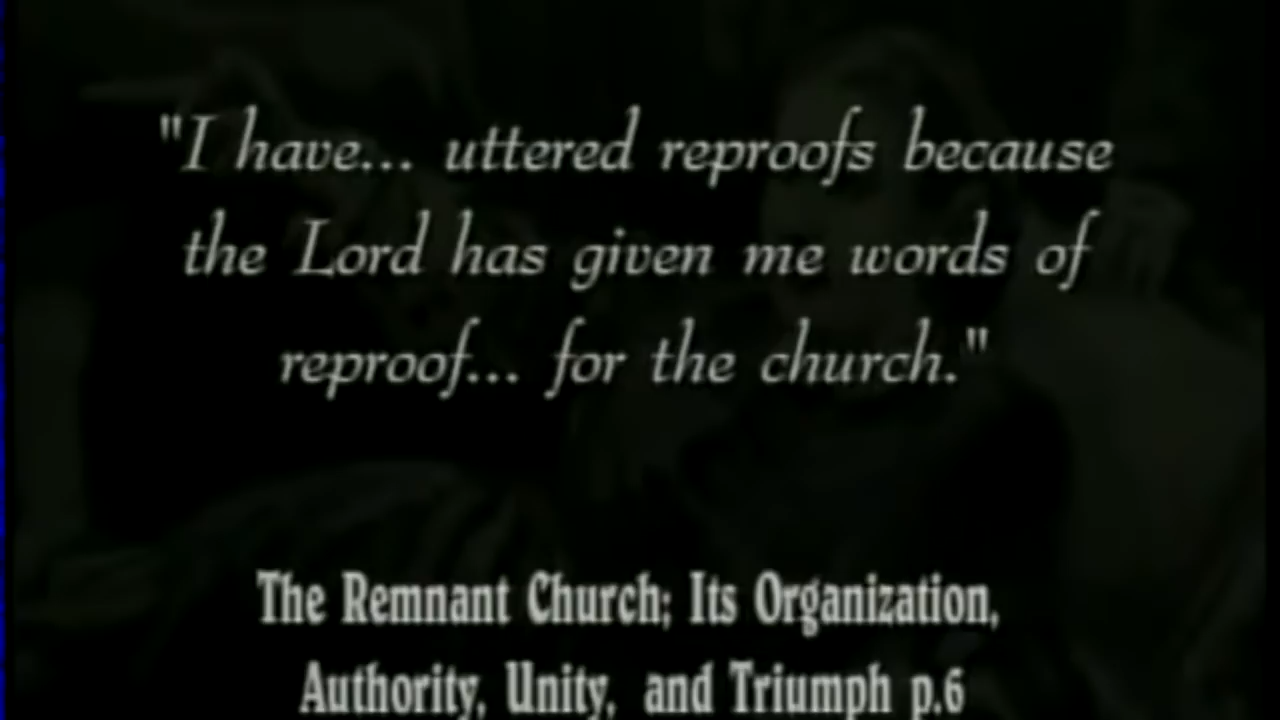 "I have... uttered reproofs because
the Lord has given me words of
reproof... for the church."
The Remnant Church; Its Organization,
Authority, Unity, and Triumph p.6